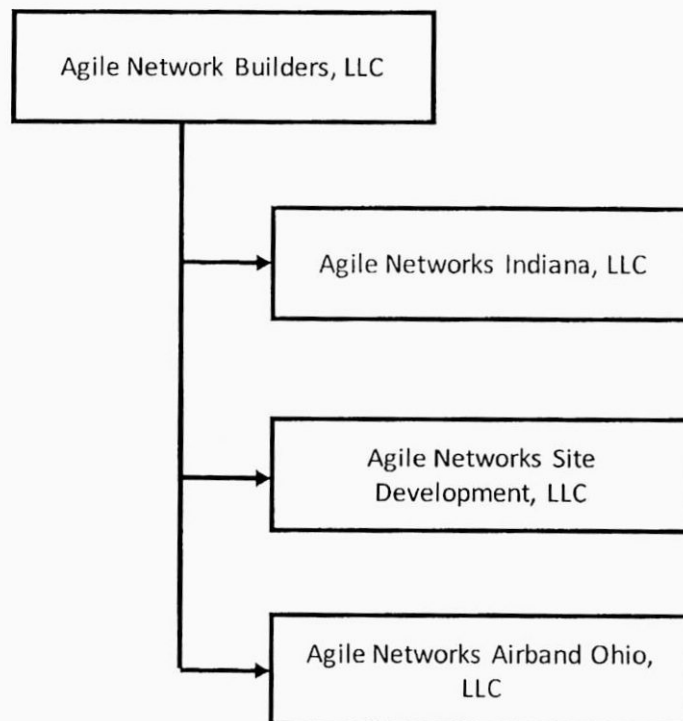 Agile Network Builders, LLC
Agile Networks Indiana, LLC
Agile Networks Site
Development, LLC
Agile Networks Airband Ohio,
LLC